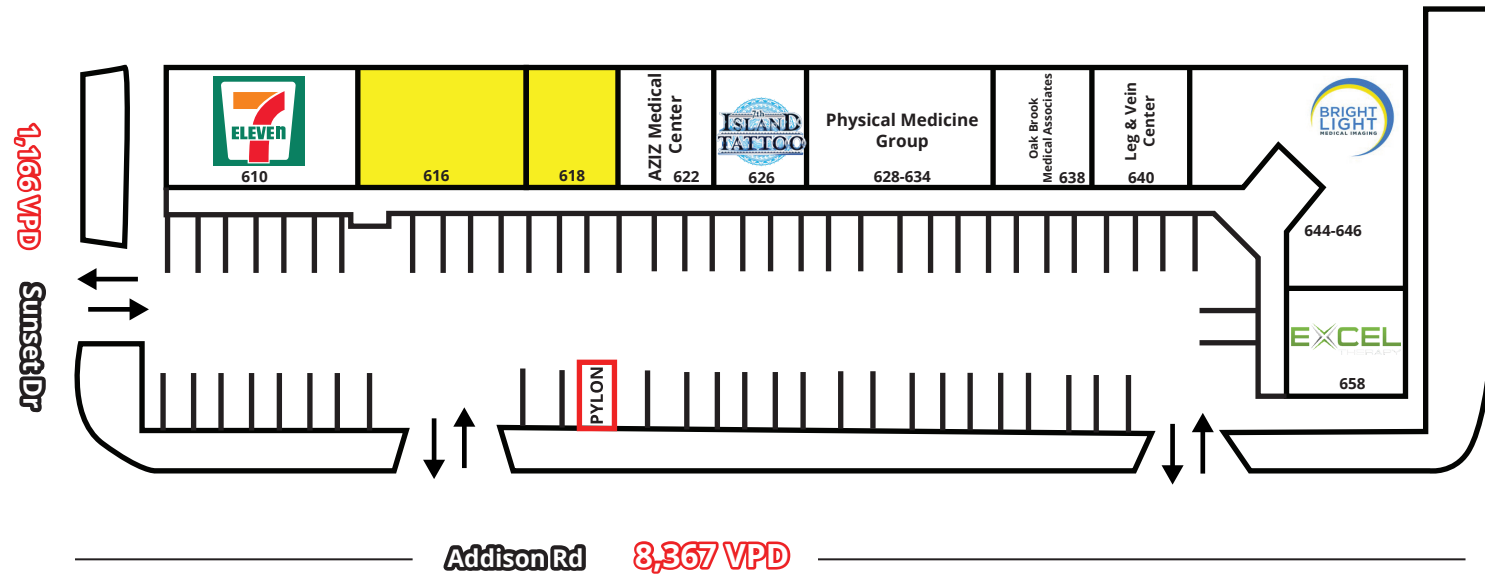 7
ELEVEN
610
616
618
AZIZ Medical
Center
622
7th
ISLAND
TATTOO
626
Physical Medicine
Group
628-634
Oak Brook
Medical Associates
638
Leg & Vein
Center
640
BRIGHT
LIGHT
MEDICAL IMAGING
644-646
EXCEL
THERAPY
658
1,166 VPD
Sunset Dr
PYLON
Addison Rd
8,367 VPD